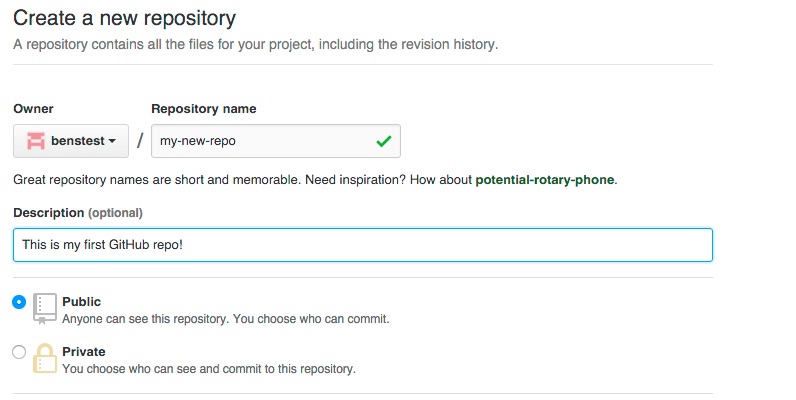 Create a new repository
A repository contains all the files for your project, including the revision history.
Owner Repository name
benstest / my-new-repo
Great repository names are short and memorable. Need inspiration? How about potential-rotary-phone.
Description (optional)
This is my first GitHub repo!
Public
Anyone can see this repository. You choose who can commit.
Private
You choose who can see and commit to this repository.